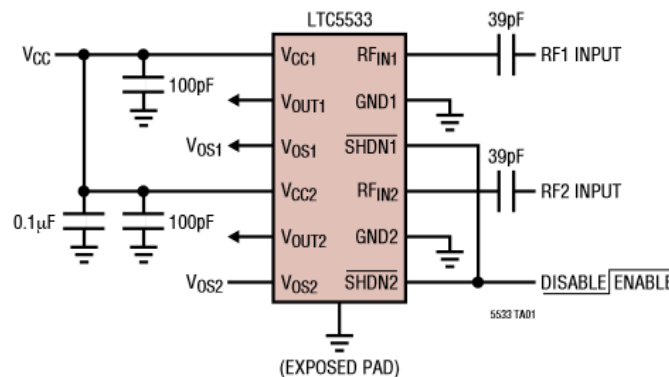 LTC5533
39pF
VCC
VCC1
RFIN1
RF1 INPUT
100pF
VOUT1
GND1
VOS1
VOS1
SHDN1
39pF
VCC2
RFIN2
RF2 INPUT
0.1µF
100pF
VOUT2
GND2
VOS2
VOS2
SHDN2
DISABLE ENABLE
5533 TA01
(EXPOSED PAD)